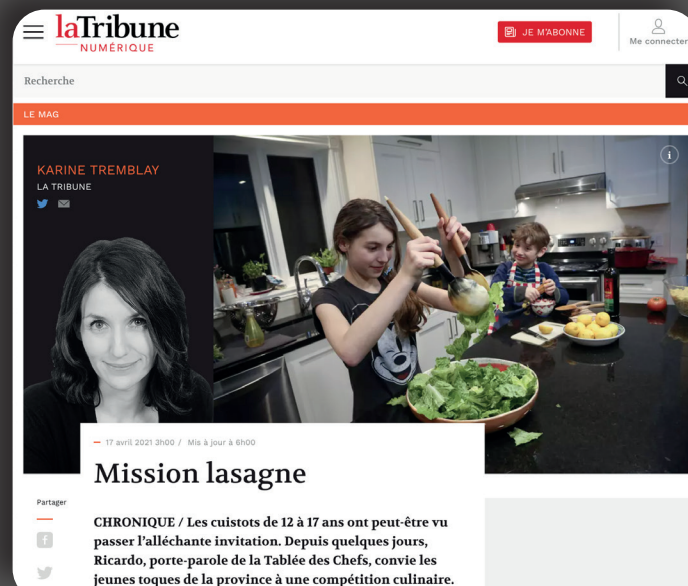 laTribune
NUMÉRIQUE
JE M'ABONNE
Me connecter
Recherche
LE MAG
KARINE TREMBLAY
LA TRIBUNE
17 avril 2021 3h00 / Mis à jour à 6h00
Mission lasagne
Partager
CHRONIQUE / Les cuistots de 12 à 17 ans ont peut-être vu
passer l'alléchante invitation. Depuis quelques jours,
Ricardo, porte-parole de la Tablée des Chefs, convie les
jeunes toques de la province à une compétition culinaire.